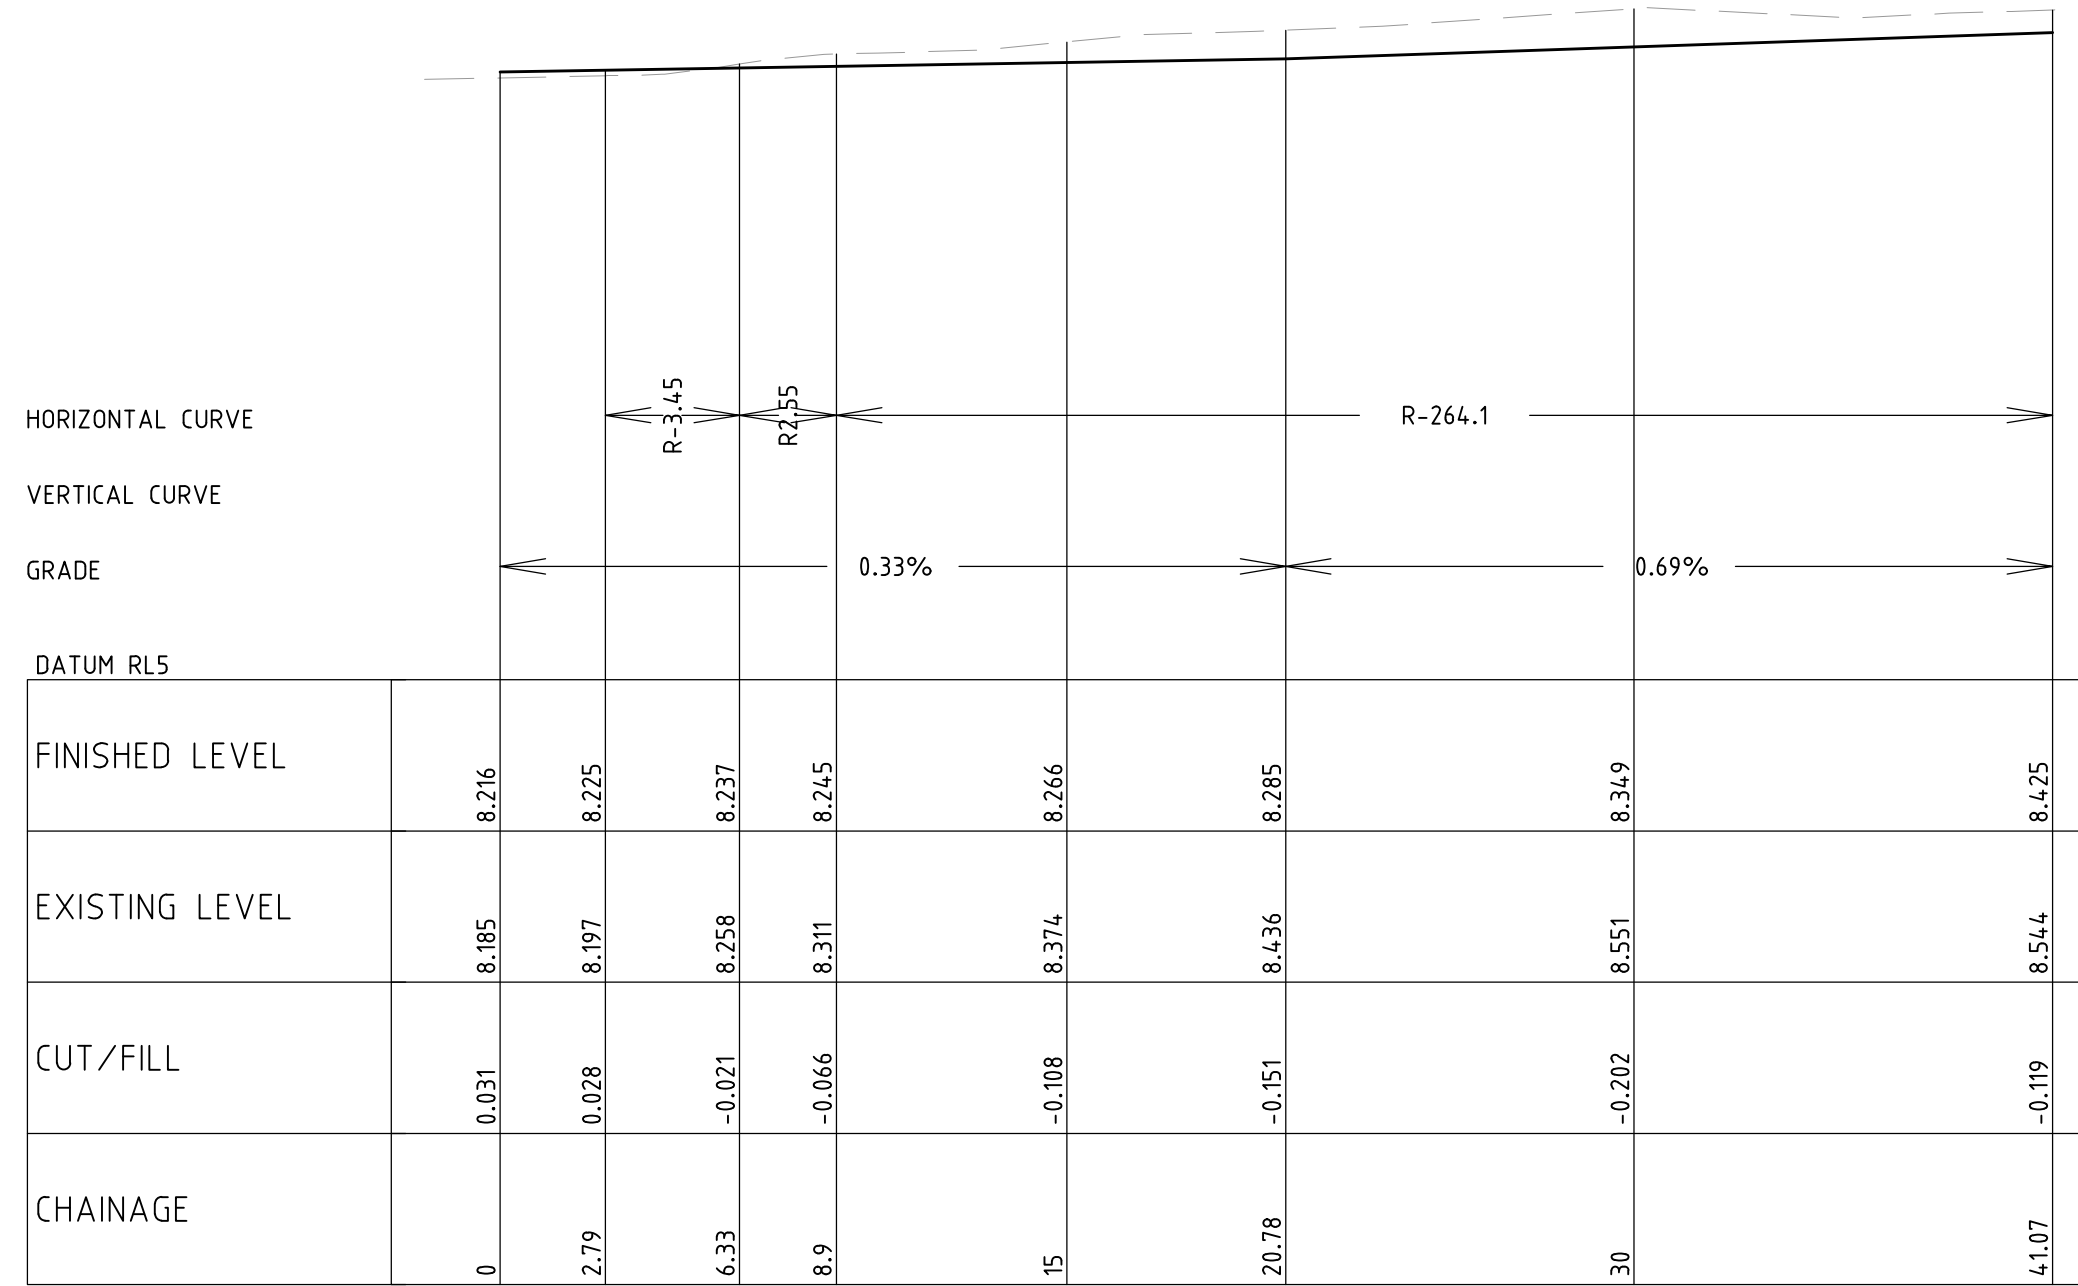 HORIZONTAL CURVE R-3.45 R2.55 R-264.1
VERTICAL CURVE
GRADE 0.33% 0.69%
DATUM RL5
FINISHED LEVEL 8.216 8.225 8.237 8.245 8.266 8.285 8.349 8.425
EXISTING LEVEL 8.185 8.197 8.258 8.311 8.374 8.436 8.551 8.544
CUT/FILL 0.031 0.028 -0.021 -0.066 -0.108 -0.151 -0.202 -0.119
CHAINAGE 0 2.79 6.33 8.9 15 20.78 30 41.07